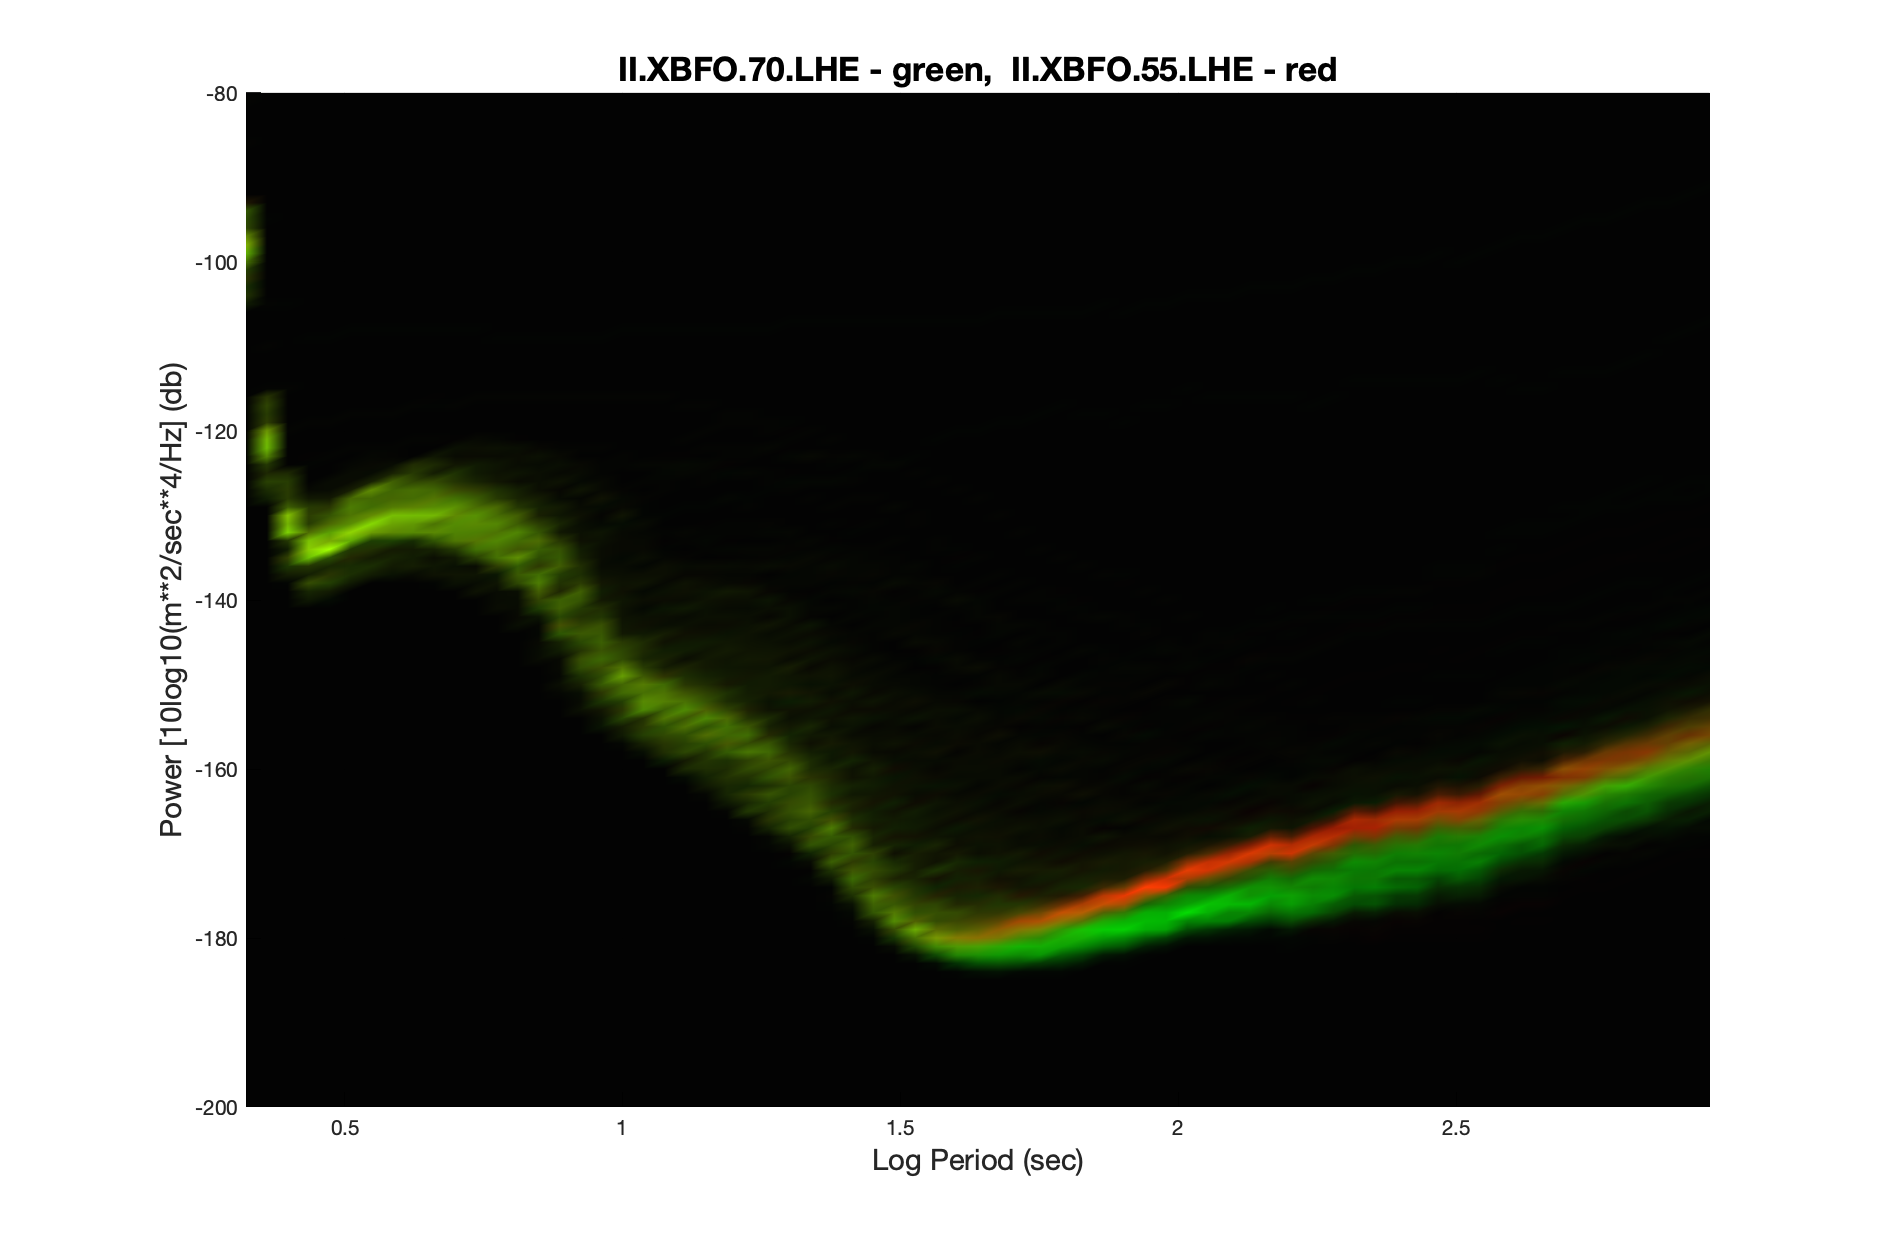 II.XBFO.70.LHE - green,  II.XBFO.55.LHE - red
-80
-100
-120
-140
-160
-180
-200
Power [10log10(m**2/sec**4/Hz] (db)
0.5 1 1.5 2 2.5
Log Period (sec)